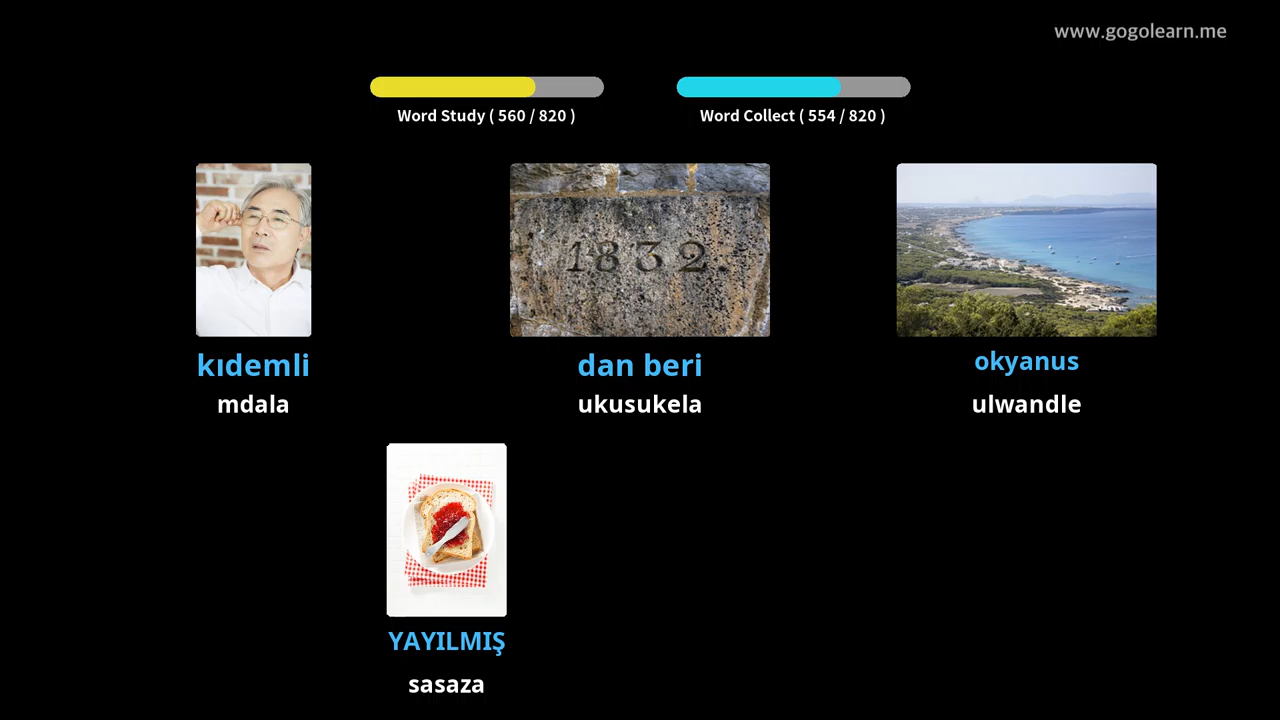 www.gogolearn.me
Word Study ( 560 / 820 )
Word Collect ( 554 / 820 )
1832.
kıdemli
mdala
dan beri
ukusukela
okyanus
ulwandle
YAYILMIŞ
sasaza